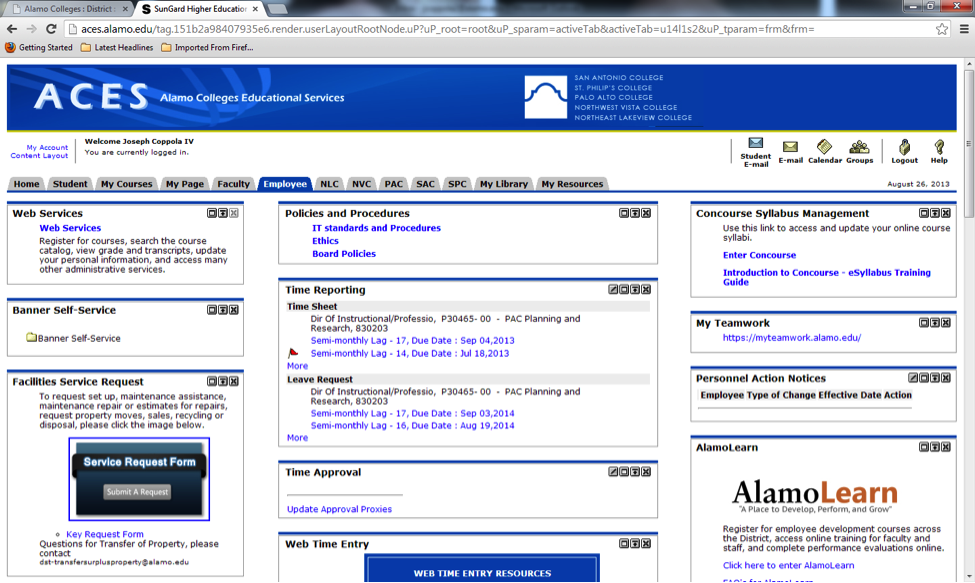 Alamo Colleges : District :
SunGard Higher Education
aces.alamo.edu/tag.151b2a98407935e6.render.userLayoutRootNode.uP?uP_root=root&uP_sparam=activeTab&activeTab=u14l1s2&uP_tparam=frm&frm=
Getting Started Latest Headlines Imported From Firef...
ACES Alamo Colleges Educational Services
SAN ANTONIO COLLEGE
ST. PHILIP'S COLLEGE
PALO ALTO COLLEGE
NORTHWEST VISTA COLLEGE
NORTHEAST LAKEVIEW COLLEGE
My Account
Content Layout
Welcome Joseph Coppola IV
You are currently logged in.
Student
E-mail
E-mail Calendar Groups Logout Help
Home Student My Courses My Page Faculty Employee NLC NVC PAC SAC SPC My Library My Resources
August 26, 2013
Web Services
Web Services
Register for courses, search the course
catalog, view grade and transcripts, update
your personal information, and access many
other administrative services.
Banner Self-Service
Banner Self-Service
Facilities Service Request
To request set up, maintenance assistance,
maintenance repair or estimates for repairs,
request property moves, sales, recycling or
disposal, please click the image below.
Service Request Form
Submit A Request
Key Request Form
Questions for Transfer of Property, please
contact
dst-transfersurplusproperty@alamo.edu
Policies and Procedures
IT standards and Procedures
Ethics
Board Policies
Time Reporting
Time Sheet
Dir Of Instructional/Professio, P30465- 00 - PAC Planning and
Research, 830203
Semi-monthly Lag - 17, Due Date : Sep 04,2013
Semi-monthly Lag - 14, Due Date : Jul 18,2013
More
Leave Request
Dir Of Instructional/Professio, P30465- 00 - PAC Planning and
Research, 830203
Semi-monthly Lag - 17, Due Date : Sep 03,2014
Semi-monthly Lag - 16, Due Date : Aug 19,2014
More
Time Approval
Update Approval Proxies
Web Time Entry
WEB TIME ENTRY RESOURCES
Concourse Syllabus Management
Use this link to access and update your online course
syllabi.
Enter Concourse
Introduction to Concourse - eSyllabus Training
Guide
My Teamwork
https://myteamwork.alamo.edu/
Personnel Action Notices
Employee Type of Change Effective Date Action
AlamoLearn
AlamoLearn
"A Place to Develop, Perform, and Grow"
Register for employee development courses across
the District, access online training for faculty and
staff, and complete performance evaluations online.
Click here to enter AlamoLearn